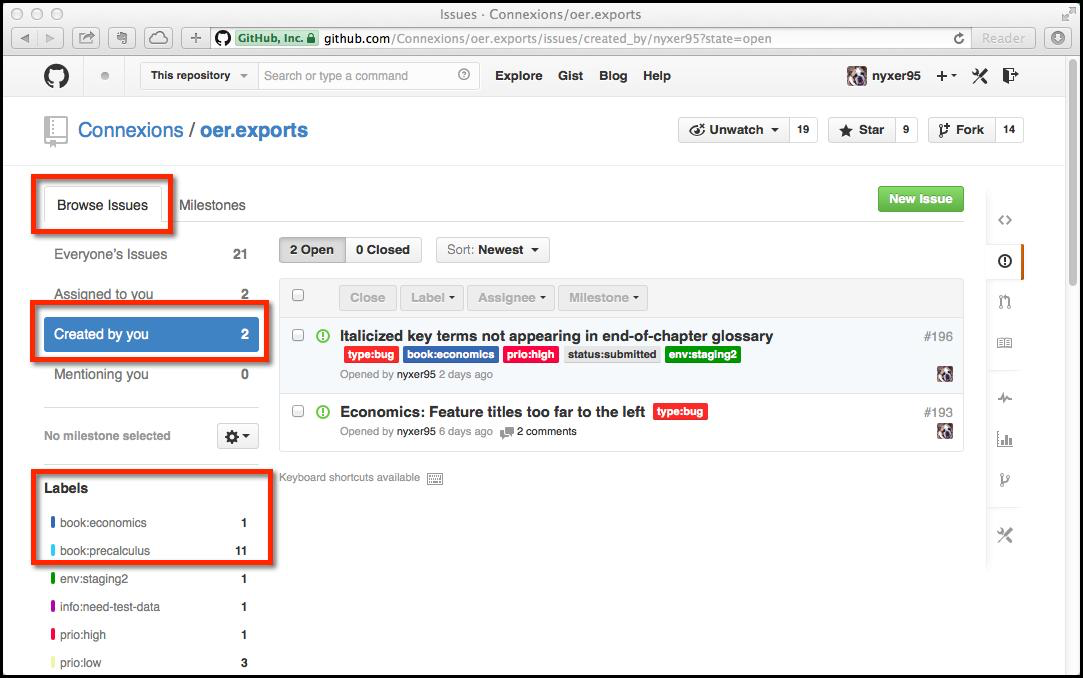 Issues · Connexions/oer.exports
GitHub, Inc. github.com/Connexions/oer.exports/issues/created_by/nyxer95?state=open Reader
This repository Search or type a command Explore Gist Blog Help nyxer95
Connexions / oer.exports
Unwatch 19 Star 9 Fork 14
Browse Issues Milestones New Issue
Everyone's Issues 21
Assigned to you 2
Created by you 2
Mentioning you 0
No milestone selected
Labels
book:economics 1
book:precalculus 11
env:staging2 1
info:need-test-data 1
prio:high 1
prio:low 3
2 Open 0 Closed Sort: Newest
Close Label Assignee Milestone
Italicized key terms not appearing in end-of-chapter glossary #196
type:bug book:economics prio:high status:submitted env:staging2
Opened by nyxer95 2 days ago
Economics: Feature titles too far to the left type:bug #193
Opened by nyxer95 6 days ago 2 comments
Keyboard shortcuts available